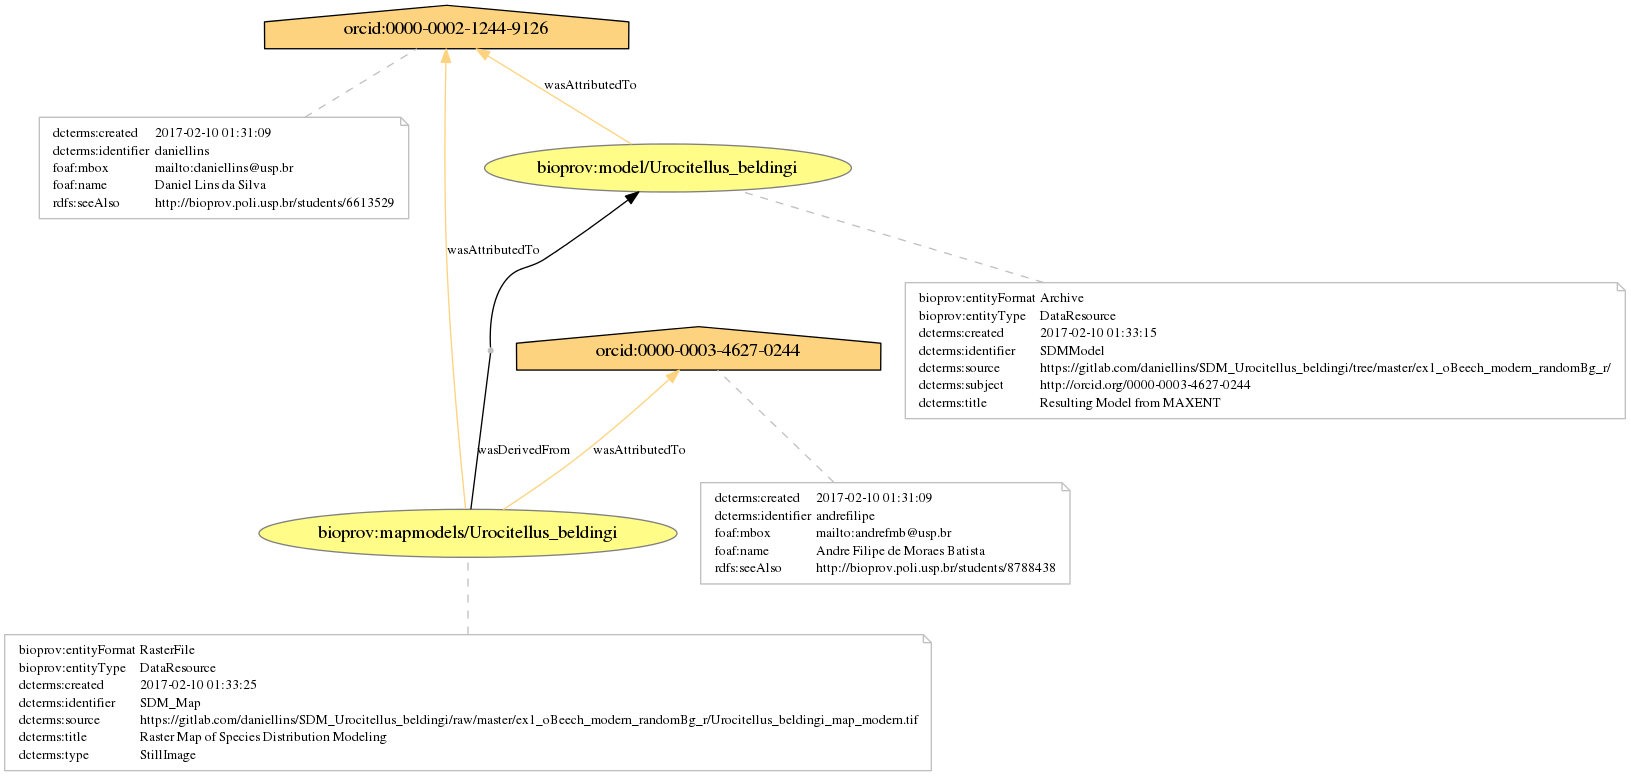 orcid:0000-0002-1244-9126
wasAttributedTo
dcterms:created 2017-02-10 01:31:09
dcterms:identifier daniellins
foaf:mbox mailto:daniellins@usp.br
foaf:name Daniel Lins da Silva
rdfs:seeAlso http://bioprov.poli.usp.br/students/6613529
bioprov:model/Urocitellus_beldingi
wasAttributedTo
bioprov:entityFormat Archive
bioprov:entityType DataResource
dcterms:created 2017-02-10 01:33:15
dcterms:identifier SDMModel
dcterms:source https://gitlab.com/daniellins/SDM_Urocitellus_beldingi/tree/master/ex1_oBeech_modern_randomBg_r/
dcterms:subject http://orcid.org/0000-0003-4627-0244
dcterms:title Resulting Model from MAXENT
orcid:0000-0003-4627-0244
wasDerivedFrom
wasAttributedTo
dcterms:created 2017-02-10 01:31:09
dcterms:identifier andrefilipe
foaf:mbox mailto:andrefmb@usp.br
foaf:name Andre Filipe de Moraes Batista
rdfs:seeAlso http://bioprov.poli.usp.br/students/8788438
bioprov:mapmodels/Urocitellus_beldingi
bioprov:entityFormat RasterFile
bioprov:entityType DataResource
dcterms:created 2017-02-10 01:33:25
dcterms:identifier SDM_Map
dcterms:source https://gitlab.com/daniellins/SDM_Urocitellus_beldingi/raw/master/ex1_oBeech_modern_randomBg_r/Urocitellus_beldingi_map_modern.tif
dcterms:title Raster Map of Species Distribution Modeling
dcterms:type StillImage